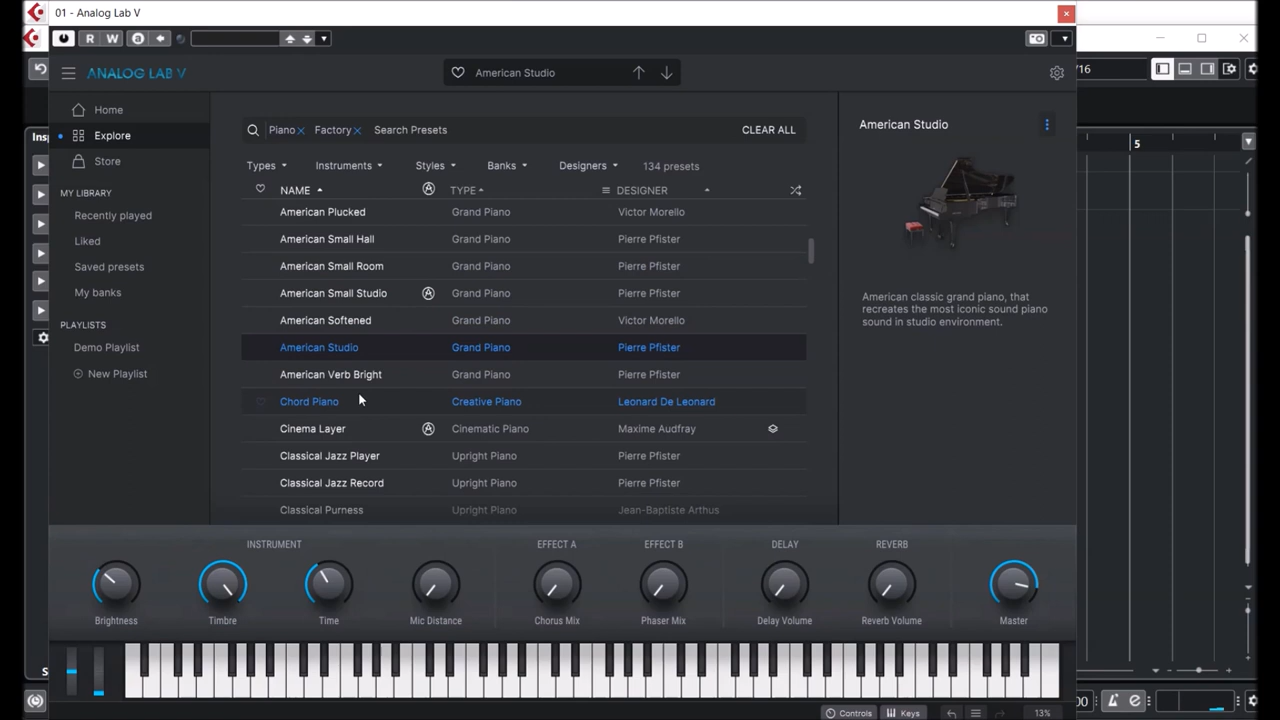 01 - Analog Lab V
R W a
ANALOG LAB V
American Studio
/16
Home
Explore
Store
MY LIBRARY
Recently played
Liked
Saved presets
My banks
PLAYLISTS
Demo Playlist
New Playlist
Insp
Piano× Factory× Search Presets CLEAR ALL
Types Instruments Styles Banks Designers 134 presets
NAME TYPE DESIGNER
American Plucked Grand Piano Victor Morello
American Small Hall Grand Piano Pierre Pfister
American Small Room Grand Piano Pierre Pfister
American Small Studio Grand Piano Pierre Pfister
American Softened Grand Piano Victor Morello
American Studio Grand Piano Pierre Pfister
American Verb Bright Grand Piano Pierre Pfister
Chord Piano Creative Piano Leonard De Leonard
Cinema Layer Cinematic Piano Maxime Audfray
Classical Jazz Player Upright Piano Pierre Pfister
Classical Jazz Record Upright Piano Pierre Pfister
Classical Purness Upright Piano Jean-Baptiste Arthus
American Studio
American classic grand piano, that
recreates the most iconic sound piano
sound in studio environment.
5
INSTRUMENT EFFECT A EFFECT B DELAY REVERB
Brightness Timbre Time Mic Distance Chorus Mix Phaser Mix Delay Volume Reverb Volume Master
S
Controls Keys 13%
00